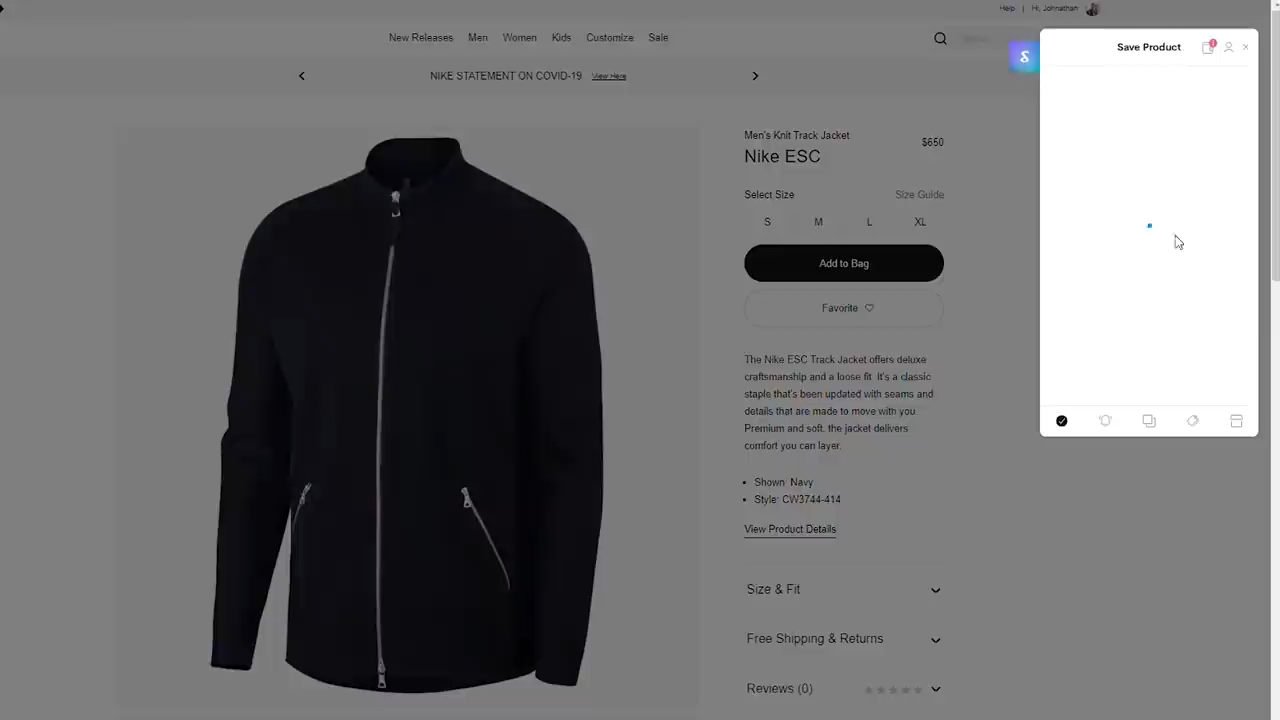 Help | Hi, Johnathan
New Releases Men Women Kids Customize Sale
Save Product
NIKE STATEMENT ON COVID-19 View Here
Men's Knit Track Jacket
$650
Nike ESC
Select Size Size Guide
S M L XL
Add to Bag
Favorite
The Nike ESC Track Jacket offers deluxe
craftsmanship and a loose fit. It's a classic
staple that's been updated with seams and
details that are made to move with you.
Premium and soft, the jacket delivers
comfort you can layer.
• Shown: Navy
• Style: CW3744-414
View Product Details
Size & Fit
Free Shipping & Returns
Reviews (0)